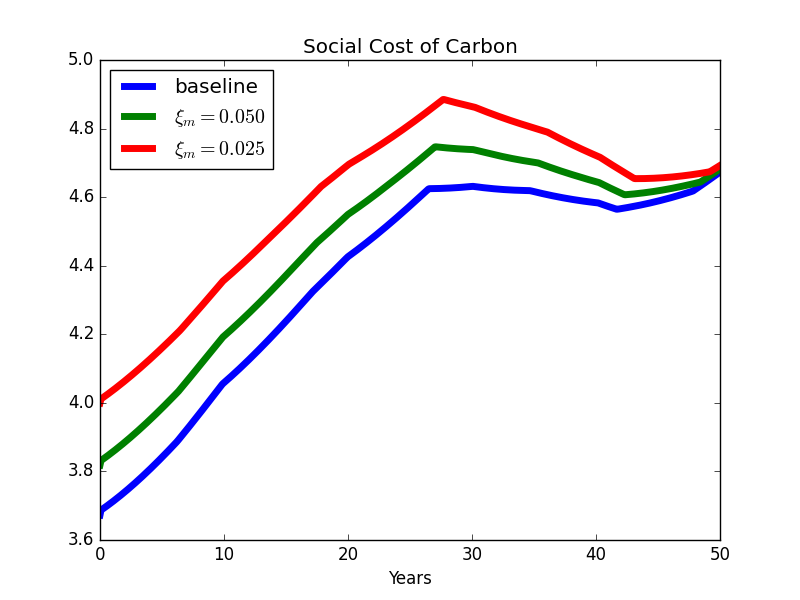 Social Cost of Carbon
5.0
4.8
4.6
4.4
4.2
4.0
3.8
3.6
baseline
ξm = 0.050
ξm = 0.025
0 10 20 30 40 50
Years